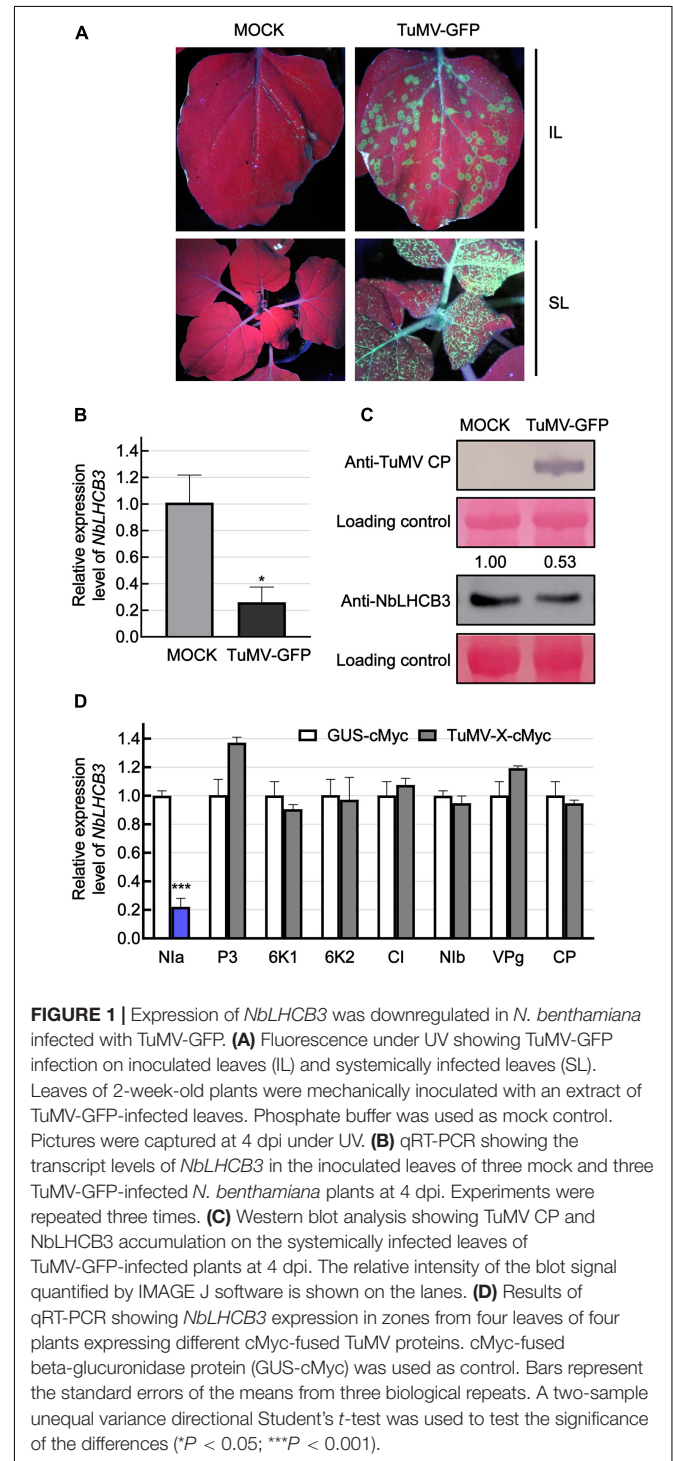 A
MOCK
TuMV-GFP
IL
SL
B
Relative expression
level of NbLHCB3
1.4
1.2
1.0
0.8
0.6
0.4
0.2
0.0
*
MOCK
TuMV-GFP
C
MOCK
TuMV-GFP
Anti-TuMV CP
Loading control
1.00
0.53
Anti-NbLHCB3
Loading control
D
Relative expression
level of NbLHCB3
1.4
1.2
1.0
0.8
0.6
0.4
0.2
0.0
GUS-cMyc
TuMV-X-cMyc
***
NIa
P3
6K1
6K2
CI
NIb
VPg
CP
FIGURE 1 | Expression of NbLHCB3 was downregulated in N. benthamiana
infected with TuMV-GFP. (A) Fluorescence under UV showing TuMV-GFP
infection on inoculated leaves (IL) and systemically infected leaves (SL).
Leaves of 2-week-old plants were mechanically inoculated with an extract of
TuMV-GFP-infected leaves. Phosphate buffer was used as mock control.
Pictures were captured at 4 dpi under UV. (B) qRT-PCR showing the
transcript levels of NbLHCB3 in the inoculated leaves of three mock and three
TuMV-GFP-infected N. benthamiana plants at 4 dpi. Experiments were
repeated three times. (C) Western blot analysis showing TuMV CP and
NbLHCB3 accumulation on the systemically infected leaves of
TuMV-GFP-infected plants at 4 dpi. The relative intensity of the blot signal
quantified by IMAGE J software is shown on the lanes. (D) Results of
qRT-PCR showing NbLHCB3 expression in zones from four leaves of four
plants expressing different cMyc-fused TuMV proteins. cMyc-fused
beta-glucuronidase protein (GUS-cMyc) was used as control. Bars represent
the standard errors of the means from three biological repeats. A two-sample
unequal variance directional Student's t-test was used to test the significance
of the differences (*P < 0.05; ***P < 0.001).